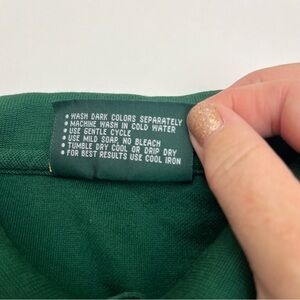 • WASH DARK COLORS SEPARATELY
• MACHINE WASH IN COLD WATER
• USE GENTLE CYCLE
• USE MILD SOAP, NO BLEACH
• TUMBLE DRY COOL OR DRIP DRY
• FOR BEST RESULTS USE COOL IRON